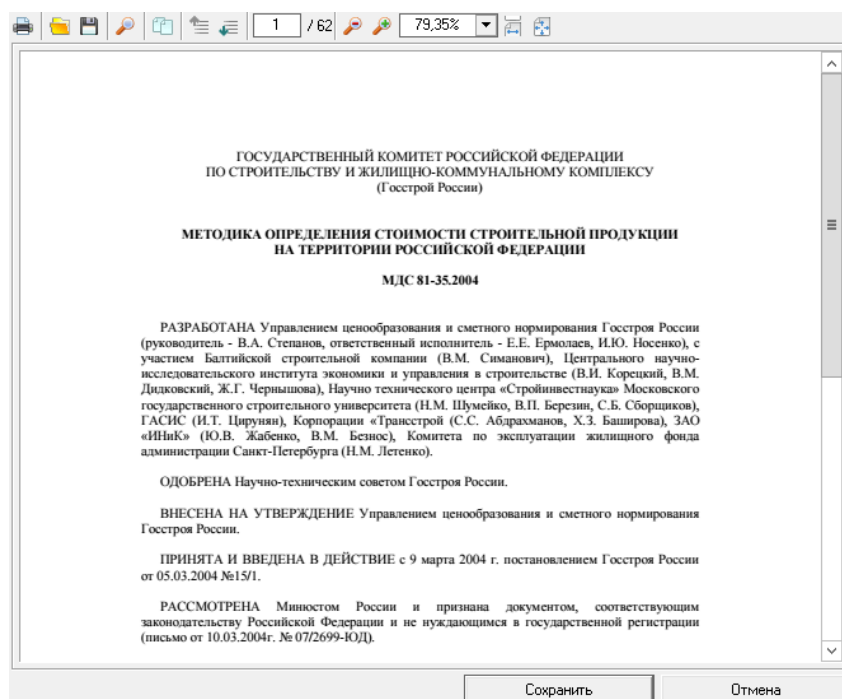 1 / 62 79,35%
ГОСУДАРСТВЕННЫЙ КОМИТЕТ РОССИЙСКОЙ ФЕДЕРАЦИИ
ПО СТРОИТЕЛЬСТВУ И ЖИЛИЩНО-КОММУНАЛЬНОМУ КОМПЛЕКСУ
(Госстрой России)
МЕТОДИКА ОПРЕДЕЛЕНИЯ СТОИМОСТИ СТРОИТЕЛЬНОЙ ПРОДУКЦИИ
НА ТЕРРИТОРИИ РОССИЙСКОЙ ФЕДЕРАЦИИ
МДС 81-35.2004
РАЗРАБОТАНА Управлением ценообразования и сметного нормирования Госстроя России
(руководитель - В.А. Степанов, ответственный исполнитель - Е.Е. Ермолаев, И.Ю. Носенко), с
участием Балтийской строительной компании (В.М. Симанович), Центрального научно-
исследовательского института экономики и управления в строительстве (В.И. Корецкий, В.М.
Дидковский, Ж.Г. Чернышова), Научно технического центра «Стройинвестнаука» Московского
государственного строительного университета (Н.М. Шумейко, В.П. Березин, С.Б. Сборщиков),
ГАСИС (И.Т. Цирунян), Корпорации «Трансстрой (С.С. Абдрахманов, Х.З. Баширова), ЗАО
«ИНиК» (Ю.В. Жабенко, В.М. Безнос), Комитета по эксплуатации жилищного фонда
администрации Санкт-Петербурга (Н.М. Летенко).
ОДОБРЕНА Научно-техническим советом Госстроя России.
ВНЕСЕНА НА УТВЕРЖДЕНИЕ Управлением ценообразования и сметного нормирования
Госстроя России.
ПРИНЯТА И ВВЕДЕНА В ДЕЙСТВИЕ с 9 марта 2004 г. постановлением Госстроя России
от 05.03.2004 №15/1.
РАССМОТРЕНА Минюстом России и признана документом, соответствующим
законодательству Российской Федерации и не нуждающимся в государственной регистрации
(письмо от 10.03.2004г. № 07/2699-ЮД).
Сохранить Отмена